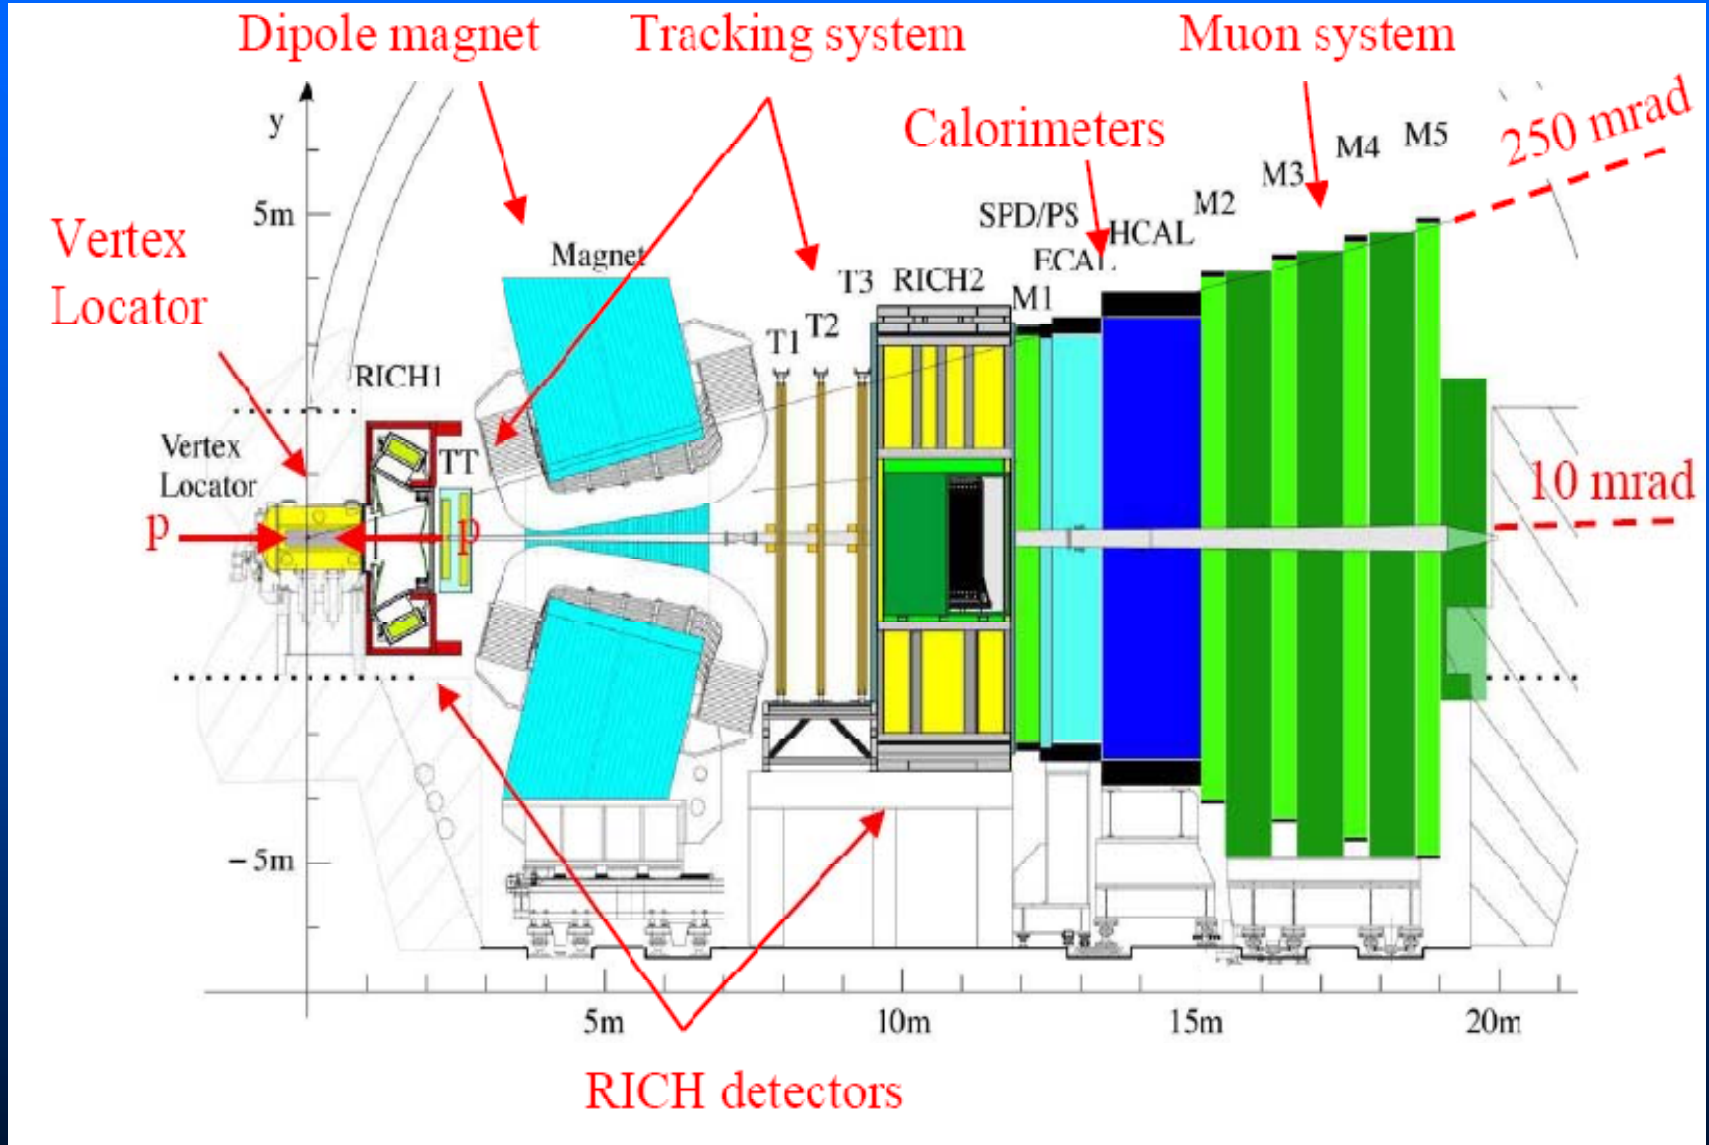 Dipole magnet
Tracking system
Muon system
Calorimeters
250 mrad
y
M5
M4
M3
M2
5m
SPD/PS
HCAL
ECAL
Vertex
Locator
Magnet
T3
RICH2
M1
T2
T1
RICH1
Vertex
Locator
TT
10 mrad
p
p
– 5m
5m
10m
15m
20m
RICH detectors